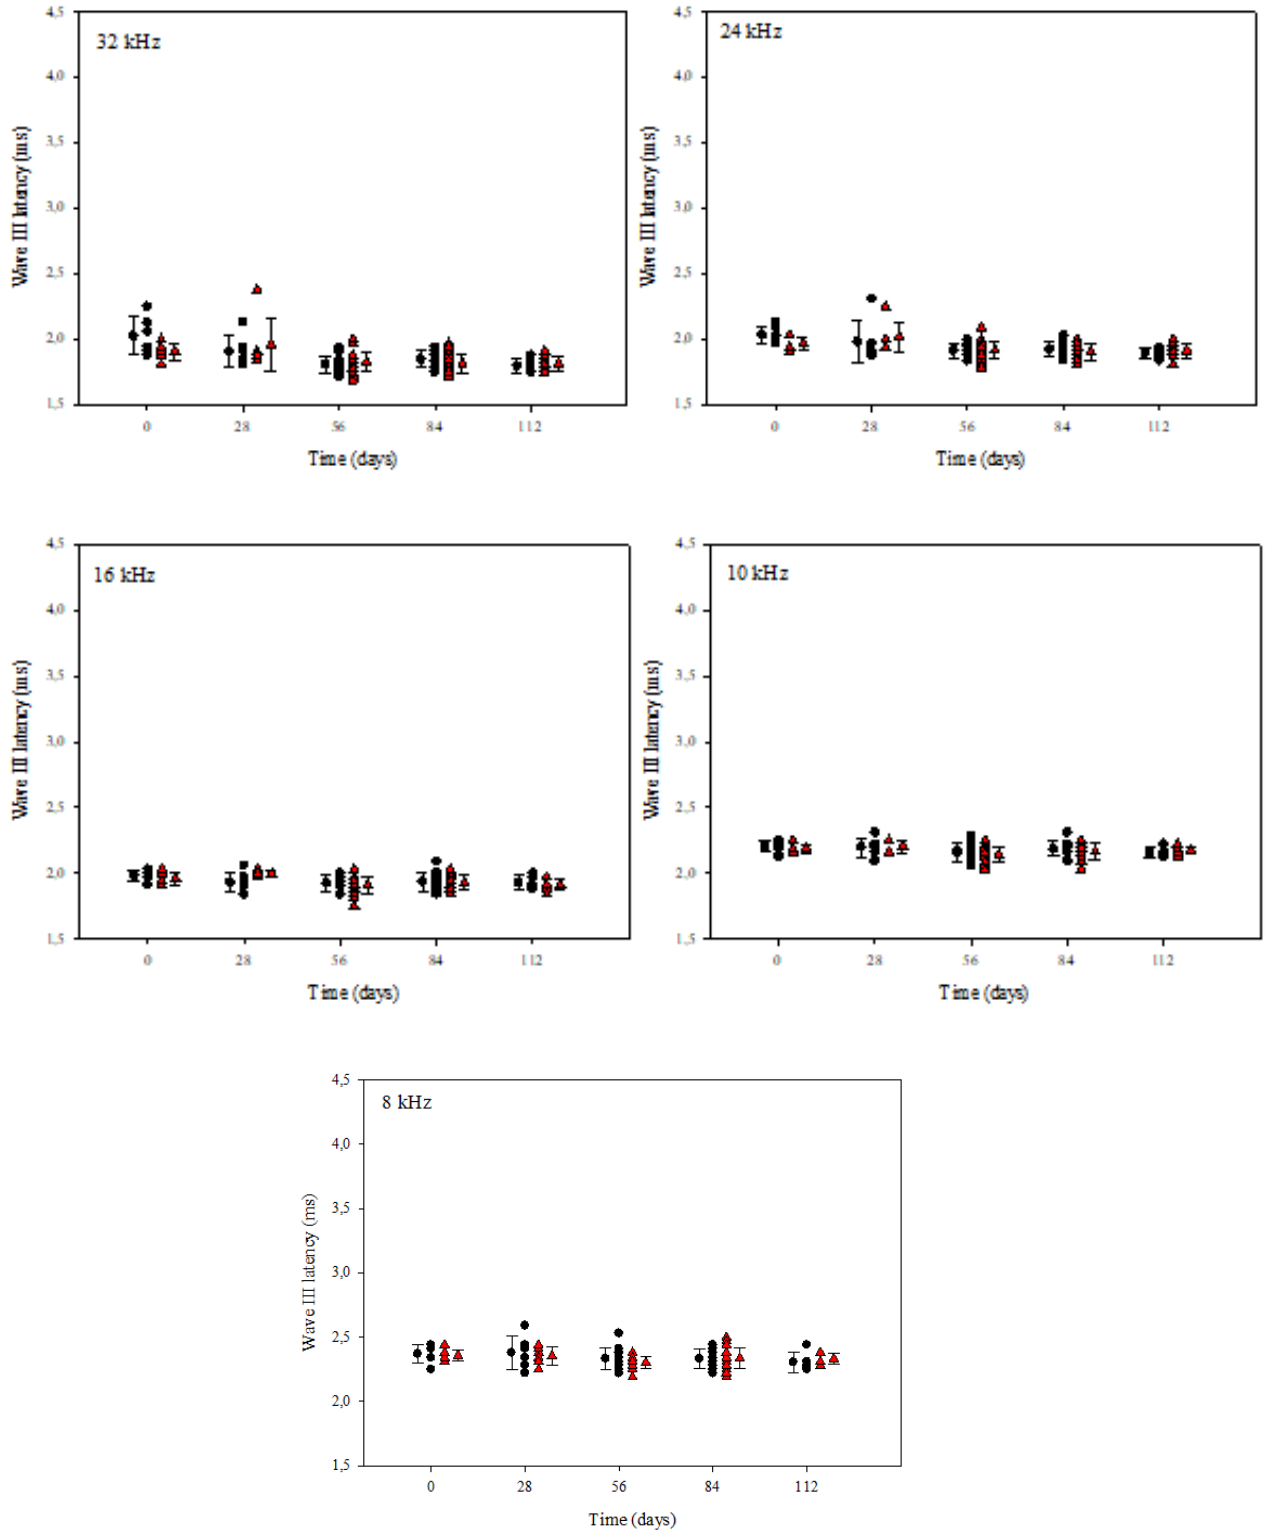 4,5
32 kHz
4,0
3,5
3,0
2,5
2,0
1,5
Wave III latency (ms)
0 28 56 84 112
Time (days)
4,5
24 kHz
4,0
3,5
3,0
2,5
2,0
1,5
Wave III latency (ms)
0 28 56 84 112
Time (days)
4,5
16 kHz
4,0
3,5
3,0
2,5
2,0
1,5
Wave III latency (ms)
0 28 56 84 112
Time (days)
4,5
10 kHz
4,0
3,5
3,0
2,5
2,0
1,5
Wave III latency (ms)
0 28 56 84 112
Time (days)
4,5
8 kHz
4,0
3,5
3,0
2,5
2,0
1,5
Wave III latency (ms)
0 28 56 84 112
Time (days)